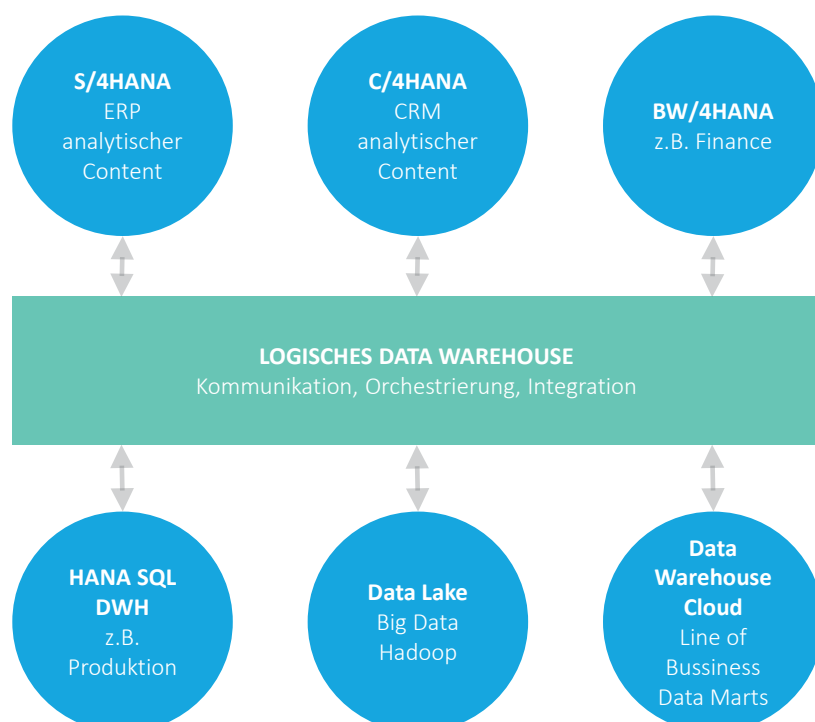 S/4HANA
ERP
analytischer
Content
C/4HANA
CRM
analytischer
Content
BW/4HANA
z.B. Finance
LOGISCHES DATA WAREHOUSE
Kommunikation, Orchestrierung, Integration
HANA SQL
DWH
z.B.
Produktion
Data Lake
Big Data
Hadoop
Data
Warehouse
Cloud
Line of
Bussiness
Data Marts